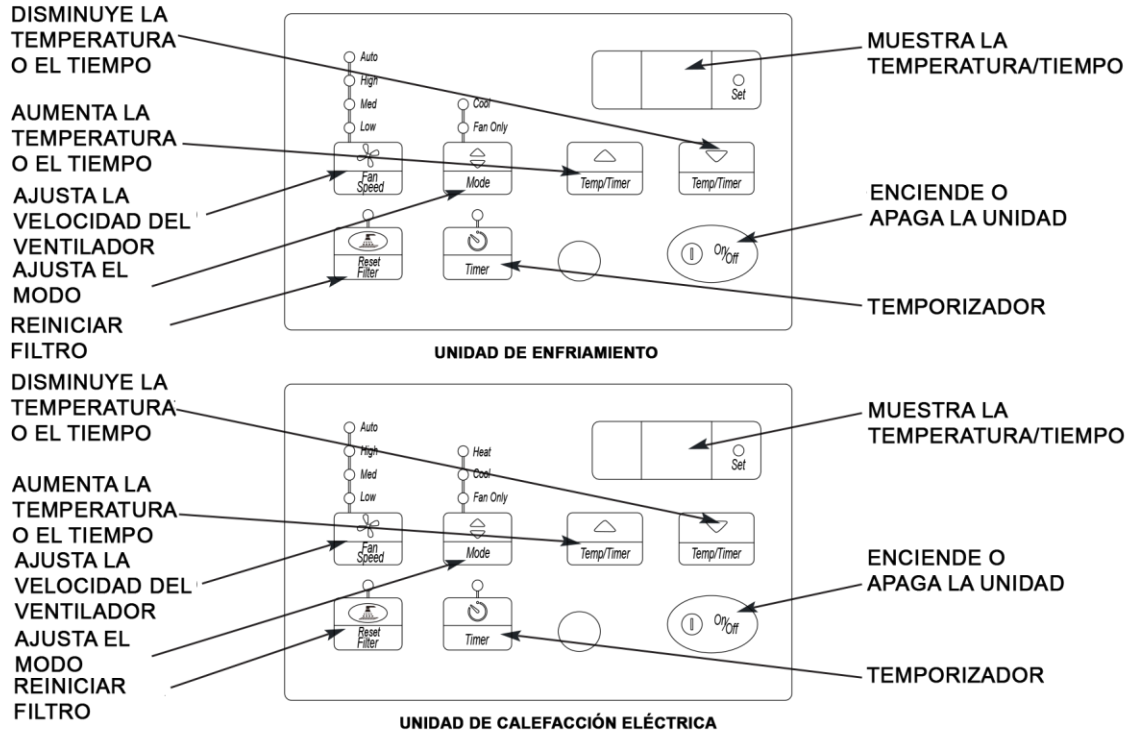 DISMINUYE LA
TEMPERATURA
O EL TIEMPO
AUMENTA LA
TEMPERATURA
O EL TIEMPO
AJUSTA LA
VELOCIDAD DEL
VENTILADOR
AJUSTA EL
MODO
REINICIAR
FILTRO
Auto
High
Med
Low
Fan
Speed
Cool
Fan Only
Mode
Temp/Timer
Temp/Timer
Set
Reset
Filter
Timer
On/Off
MUESTRA LA
TEMPERATURA/TIEMPO
ENCIENDE O
APAGA LA UNIDAD
TEMPORIZADOR
UNIDAD DE ENFRIAMIENTO
DISMINUYE LA
TEMPERATURA
O EL TIEMPO
AUMENTA LA
TEMPERATURA
O EL TIEMPO
AJUSTA LA
VELOCIDAD DEL
VENTILADOR
AJUSTA EL
MODO
REINICIAR
FILTRO
Auto
High
Med
Low
Fan
Speed
Heat
Cool
Fan Only
Mode
Temp/Timer
Temp/Timer
Set
Reset
Filter
Timer
On/Off
MUESTRA LA
TEMPERATURA/TIEMPO
ENCIENDE O
APAGA LA UNIDAD
TEMPORIZADOR
UNIDAD DE CALEFACCIÓN ELÉCTRICA